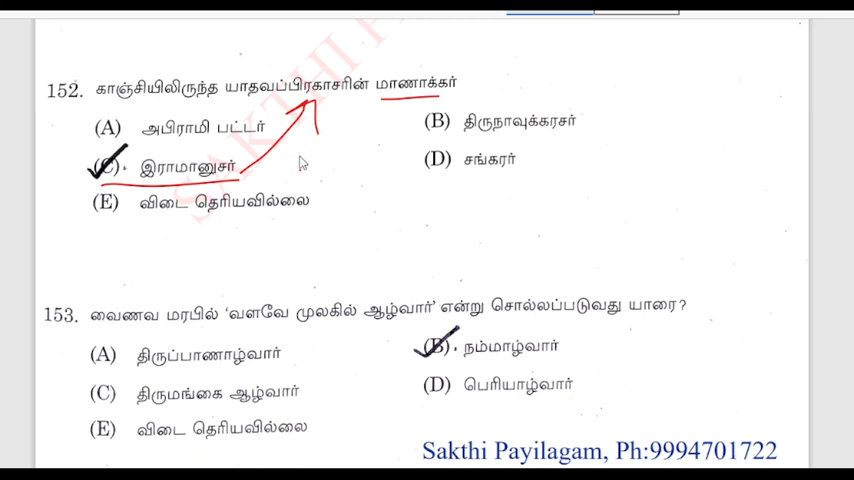 152. காஞ்சியிலிருந்த யாதவப்பிரகாசரின் மாணாக்கர்
(A) அபிராமி பட்டர்
(B) திருநாவுக்கரசர்
(C) இராமானுசர்
(D) சங்கரர்
(E) விடை தெரியவில்லை
153. வைணவ மரபில் ‘வளவே முலகில் ஆழ்வார்’ என்று சொல்லப்படுவது யாரை?
(A) திருப்பாணாழ்வார்
(B) நம்மாழ்வார்
(C) திருமங்கை ஆழ்வார்
(D) பெரியாழ்வார்
(E) விடை தெரியவில்லை
Sakthi Payilagam, Ph:9994701722
SAKTHI P